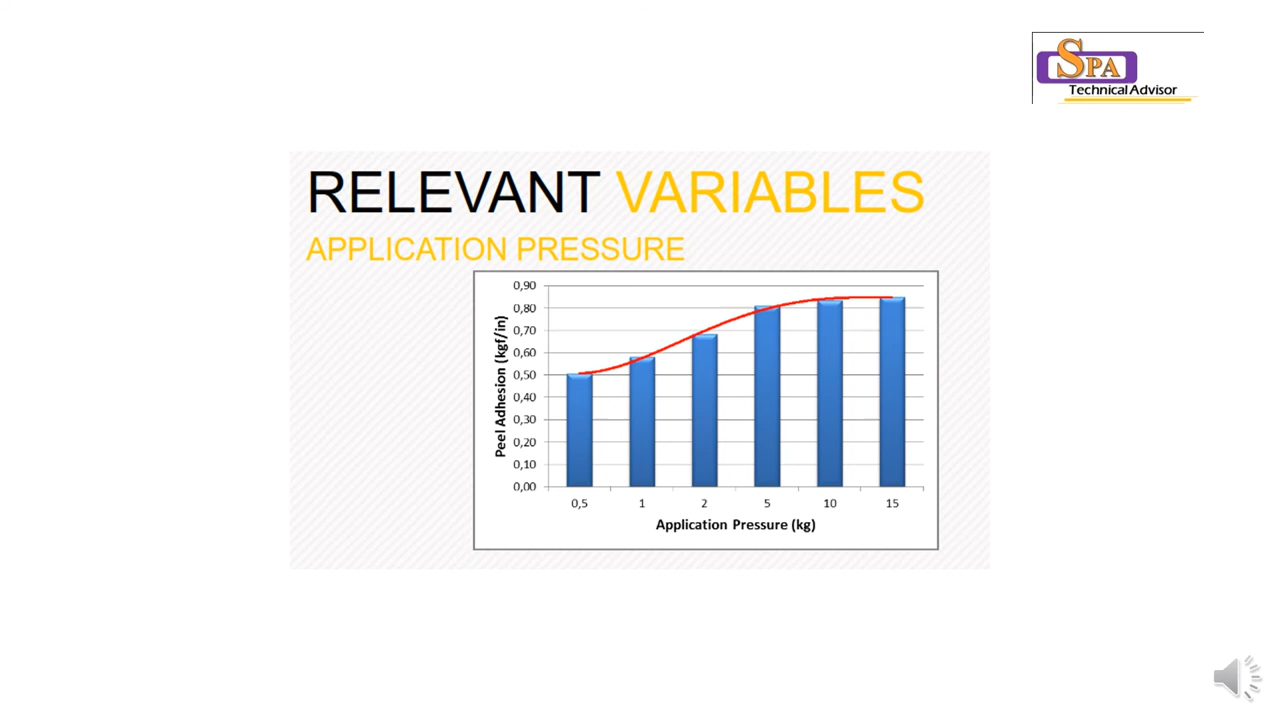 SPA
Technical Advisor
RELEVANT VARIABLES
APPLICATION PRESSURE
Peel Adhesion (kgf/in)
0,90
0,80
0,70
0,60
0,50
0,40
0,30
0,20
0,10
0,00
0,5 1 2 5 10 15
Application Pressure (kg)